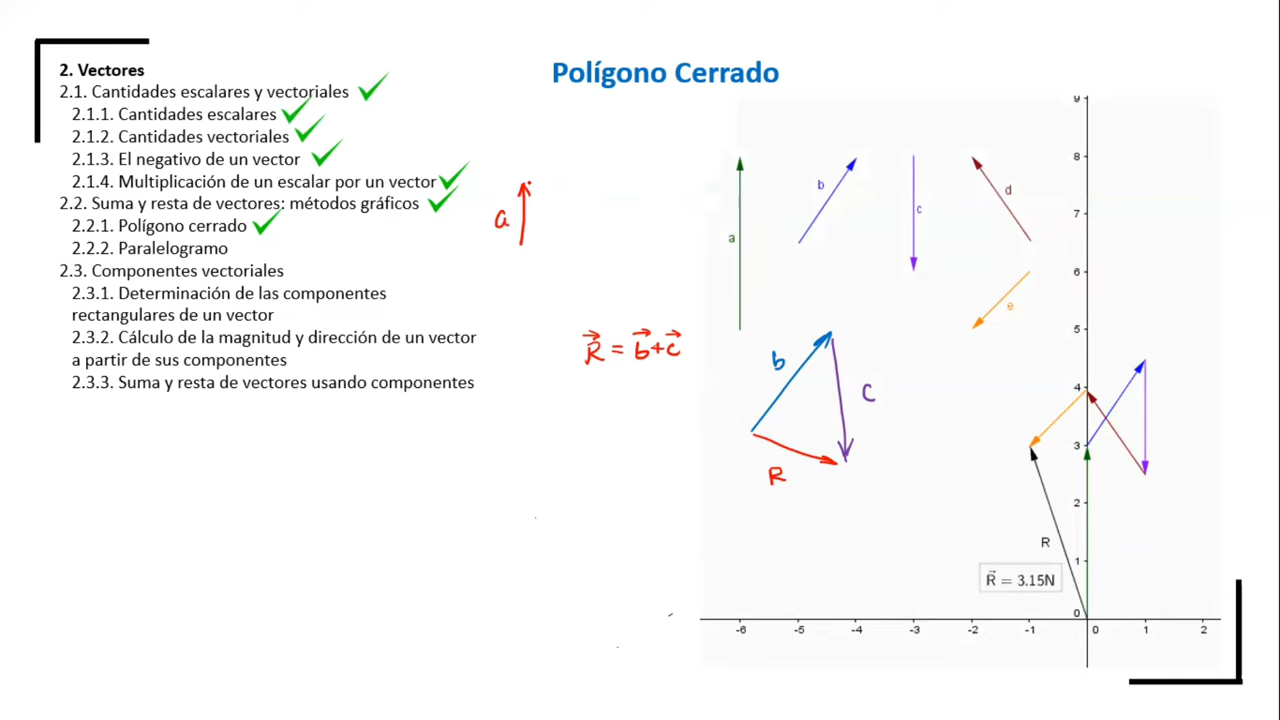 Polígono Cerrado
2. Vectores
2.1. Cantidades escalares y vectoriales
2.1.1. Cantidades escalares
2.1.2. Cantidades vectoriales
2.1.3. El negativo de un vector
2.1.4. Multiplicación de un escalar por un vector
2.2. Suma y resta de vectores: métodos gráficos
2.2.1. Polígono cerrado
2.2.2. Paralelogramo
2.3. Componentes vectoriales
2.3.1. Determinación de las componentes
rectangulares de un vector
2.3.2. Cálculo de la magnitud y dirección de un vector
a partir de sus componentes
2.3.3. Suma y resta de vectores usando componentes
a
R⃗ = b⃗ + c⃗
b
C
R
a
b
c
d
e
9
8
7
6
5
4
3
2
1
0
R
R⃗ = 3.15N
-6 -5 -4 -3 -2 -1 0 1 2